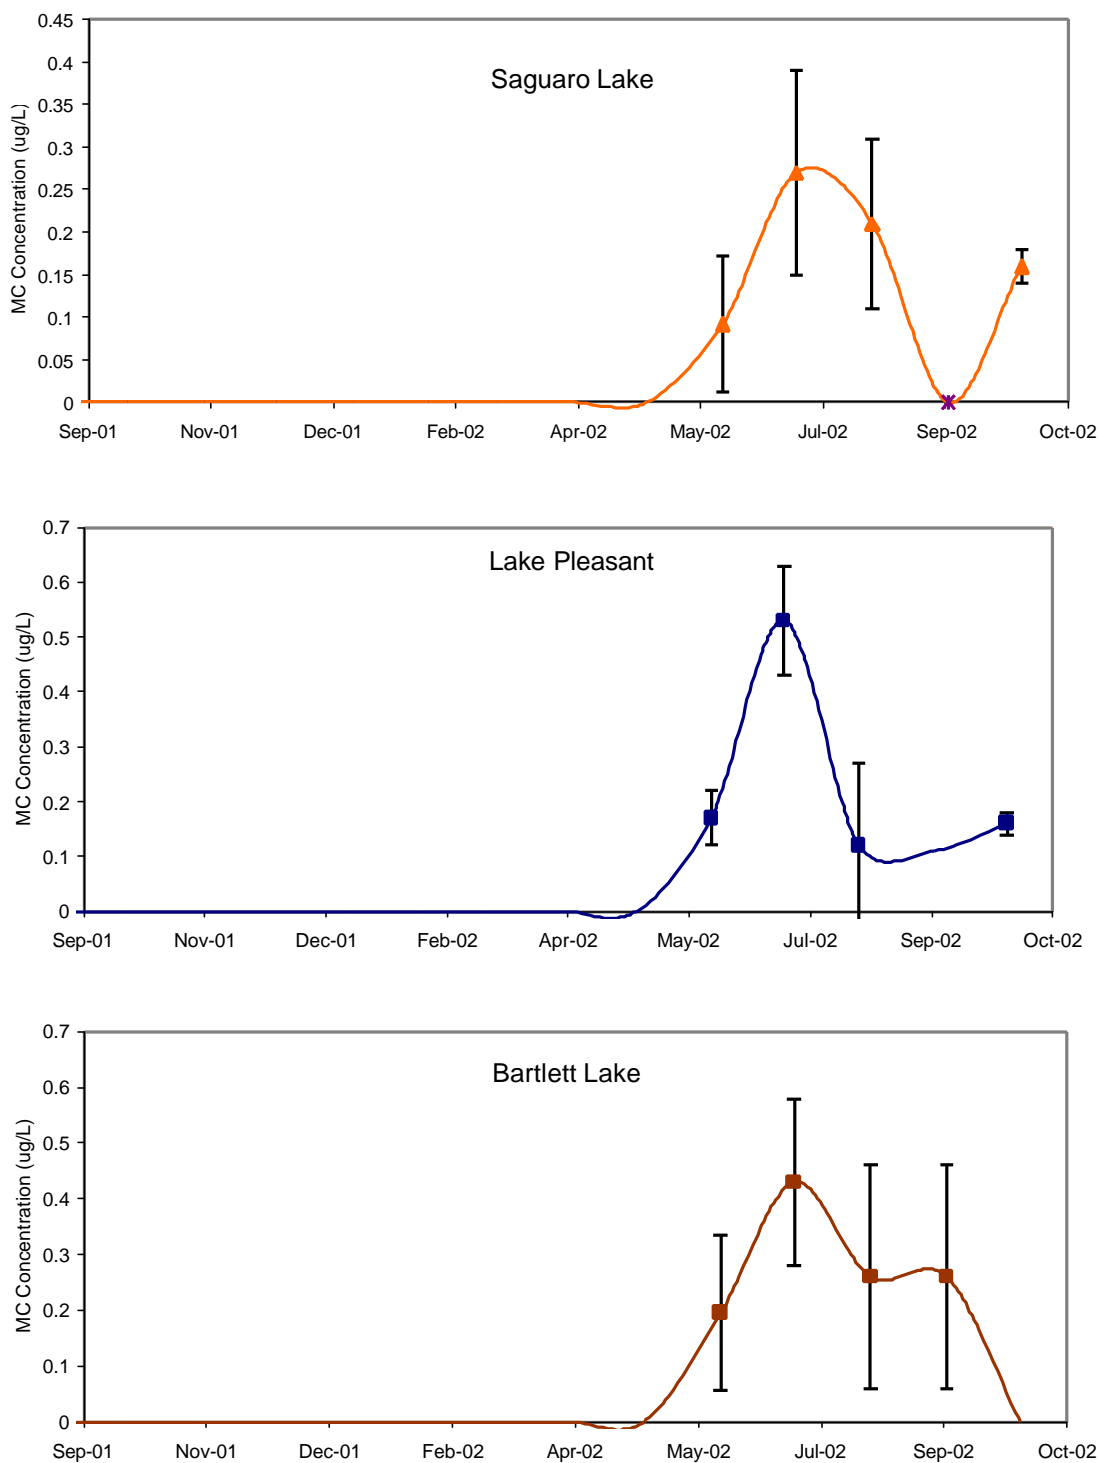 Saguaro Lake
MC Concentration (ug/L)
0.45
0.4
0.35
0.3
0.25
0.2
0.15
0.1
0.05
0
Sep-01 Nov-01 Dec-01 Feb-02 Apr-02 May-02 Jul-02 Sep-02 Oct-02
Lake Pleasant
MC Concentration (ug/L)
0.7
0.6
0.5
0.4
0.3
0.2
0.1
0
Sep-01 Nov-01 Dec-01 Feb-02 Apr-02 May-02 Jul-02 Sep-02 Oct-02
Bartlett Lake
MC Concentration (ug/L)
0.7
0.6
0.5
0.4
0.3
0.2
0.1
0
Sep-01 Nov-01 Dec-01 Feb-02 Apr-02 May-02 Jul-02 Sep-02 Oct-02